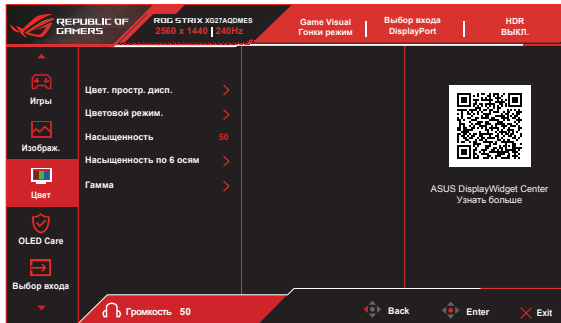 REPUBLIC OF
GAMERS
ROG STRIX XG27AQDMES
2560 x 1440 | 240Hz
Game Visual
Гонки режим
Выбор входа
DisplayPort
HDR
ВЫКЛ.
Игры
Изображ.
Цвет
OLED Care
Выбор входа
Цвет. простр. дисп.
Цветовой режим.
Насыщенность 50
Насыщенность по 6 осям
Гамма
ASUS DisplayWidget Center
Узнать больше
Громкость 50
Back
Enter
Exit